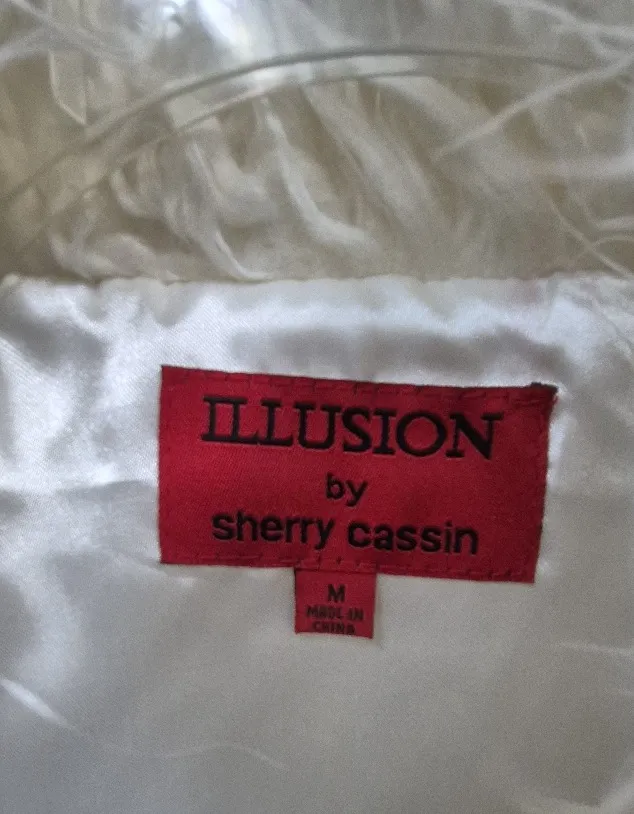 ILLUSION
by
sherry cassin
M
MADE IN
CHINA